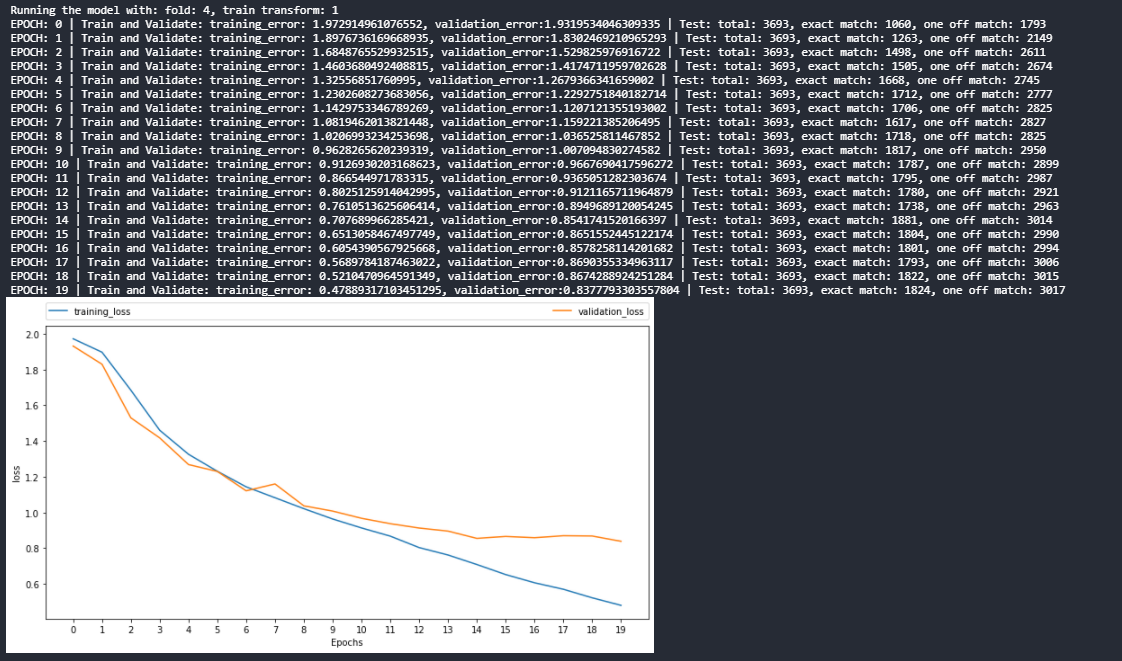 Running the model with: fold: 4, train transform: 1
EPOCH: 0 | Train and Validate: training_error: 1.972914961076552, validation_error:1.9319534046309335 | Test: total: 3693, exact match: 1060, one off match: 1793
EPOCH: 1 | Train and Validate: training_error: 1.8976736169668935, validation_error:1.8302469210965293 | Test: total: 3693, exact match: 1263, one off match: 2149
EPOCH: 2 | Train and Validate: training_error: 1.6848765529932515, validation_error:1.529825976916722 | Test: total: 3693, exact match: 1498, one off match: 2611
EPOCH: 3 | Train and Validate: training_error: 1.4603680492408815, validation_error:1.4174711959702628 | Test: total: 3693, exact match: 1505, one off match: 2674
EPOCH: 4 | Train and Validate: training_error: 1.32556851760995, validation_error:1.2679366341659002 | Test: total: 3693, exact match: 1668, one off match: 2745
EPOCH: 5 | Train and Validate: training_error: 1.2302608273683056, validation_error:1.2292751840182714 | Test: total: 3693, exact match: 1712, one off match: 2777
EPOCH: 6 | Train and Validate: training_error: 1.1429753346789269, validation_error:1.1207121355193002 | Test: total: 3693, exact match: 1706, one off match: 2825
EPOCH: 7 | Train and Validate: training_error: 1.0819462013821448, validation_error:1.159221385206495 | Test: total: 3693, exact match: 1617, one off match: 2827
EPOCH: 8 | Train and Validate: training_error: 1.0206993234253698, validation_error:1.036525811467852 | Test: total: 3693, exact match: 1718, one off match: 2825
EPOCH: 9 | Train and Validate: training_error: 0.9628265620239319, validation_error:1.007094830274582 | Test: total: 3693, exact match: 1817, one off match: 2950
EPOCH: 10 | Train and Validate: training_error: 0.9126930203168623, validation_error:0.9667690417596272 | Test: total: 3693, exact match: 1787, one off match: 2899
EPOCH: 11 | Train and Validate: training_error: 0.866544971783315, validation_error:0.9365051282303674 | Test: total: 3693, exact match: 1795, one off match: 2987
EPOCH: 12 | Train and Validate: training_error: 0.8025125914042995, validation_error:0.9121165711964879 | Test: total: 3693, exact match: 1780, one off match: 2921
EPOCH: 13 | Train and Validate: training_error: 0.7610513625606414, validation_error:0.8949689120054245 | Test: total: 3693, exact match: 1738, one off match: 2963
EPOCH: 14 | Train and Validate: training_error: 0.707689966285421, validation_error:0.8541741520166397 | Test: total: 3693, exact match: 1881, one off match: 3014
EPOCH: 15 | Train and Validate: training_error: 0.6513058467497749, validation_error:0.8651552445122174 | Test: total: 3693, exact match: 1804, one off match: 2990
EPOCH: 16 | Train and Validate: training_error: 0.6054390567925668, validation_error:0.8578258114201682 | Test: total: 3693, exact match: 1801, one off match: 2994
EPOCH: 17 | Train and Validate: training_error: 0.5689784187463022, validation_error:0.8690355334963117 | Test: total: 3693, exact match: 1793, one off match: 3006
EPOCH: 18 | Train and Validate: training_error: 0.5210470964591349, validation_error:0.8674288924251284 | Test: total: 3693, exact match: 1822, one off match: 3015
EPOCH: 19 | Train and Validate: training_error: 0.47889317103451295, validation_error:0.8377793303557804 | Test: total: 3693, exact match: 1824, one off match: 3017
training_loss validation_loss
2.0
1.8
1.6
1.4
1.2
1.0
0.8
0.6
loss
0 1 2 3 4 5 6 7 8 9 10 11 12 13 14 15 16 17 18 19
Epochs